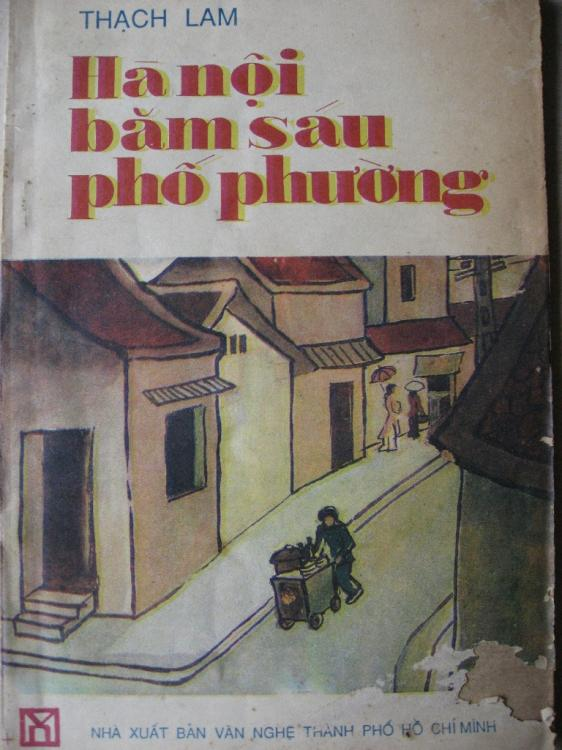 THẠCH LAM
Hà nội
băm sáu
phố phường
NHÀ XUẤT BẢN VĂN NGHỆ THÀNH PHỐ HỒ CHÍ MINH